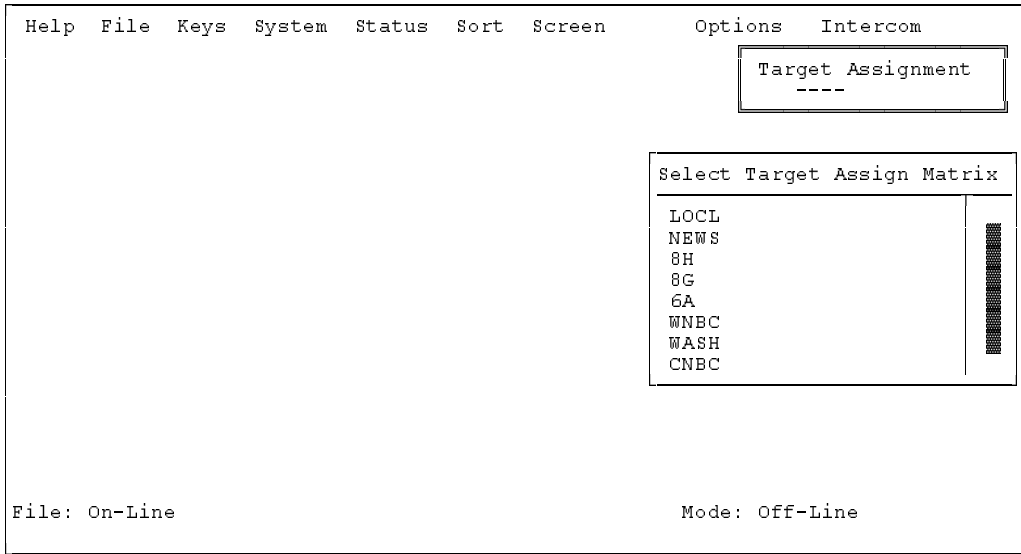 Help File Keys System Status Sort Screen Options Intercom
Target Assignment
----
Select Target Assign Matrix
LOCL
NEWS
8H
8G
6A
WNBC
WASH
CNBC
File: On-Line Mode: Off-Line